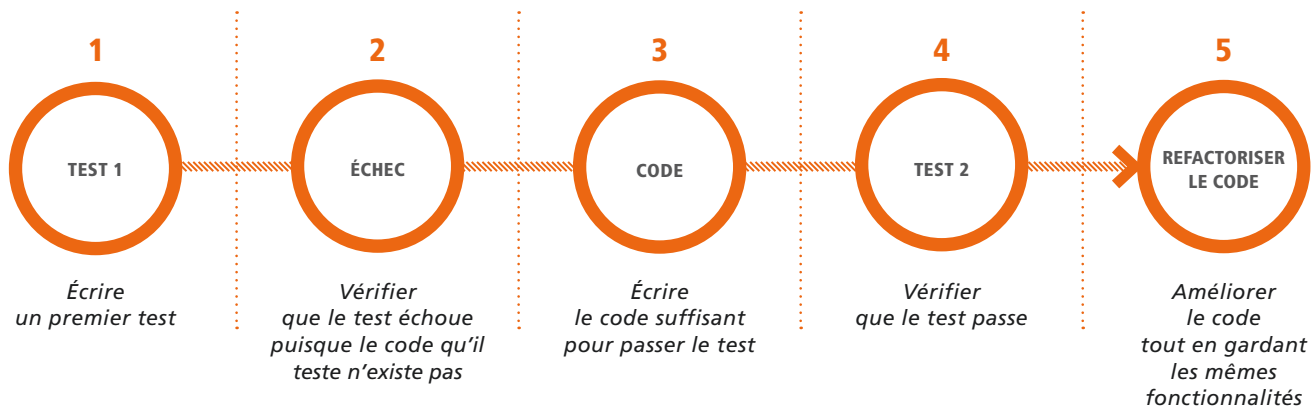 1
TEST 1
Écrire
un premier test
2
ÉCHEC
Vérifier
que le test échoue
puisque le code qu'il
teste n'existe pas
3
CODE
Écrire
le code suffisant
pour passer le test
4
TEST 2
Vérifier
que le test passe
5
REFACTORISER
LE CODE
Améliorer
le code
tout en gardant
les mêmes
fonctionnalités